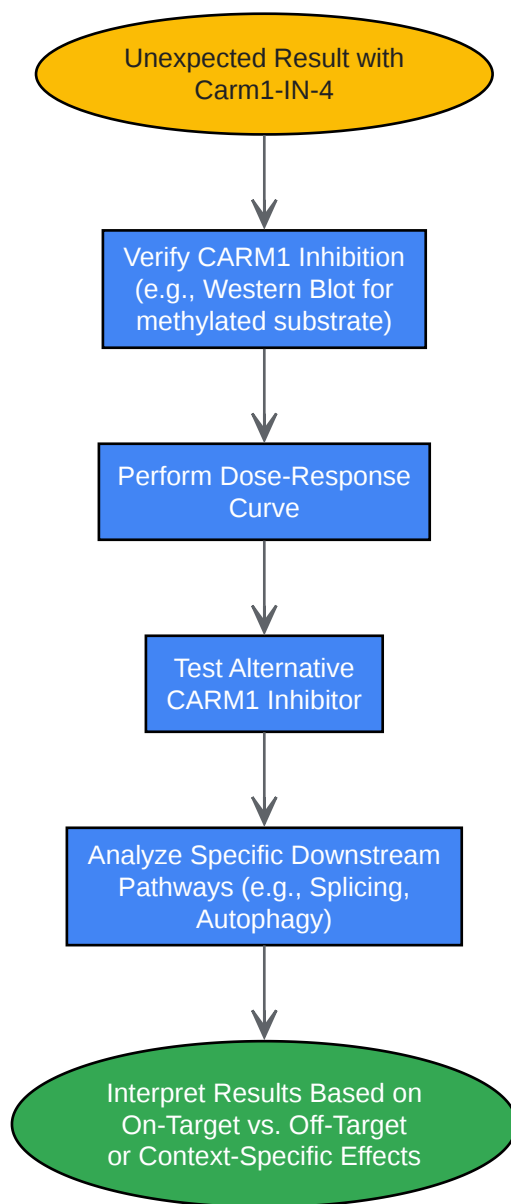 Unexpected Result with
Carm1-IN-4
Verify CARM1 Inhibition
(e.g., Western Blot for
methylated substrate)
Perform Dose-Response
Curve
Test Alternative
CARM1 Inhibitor
Analyze Specific Downstream
Pathways (e.g., Splicing,
Autophagy)
Interpret Results Based on
On-Target vs. Off-Target
or Context-Specific Effects